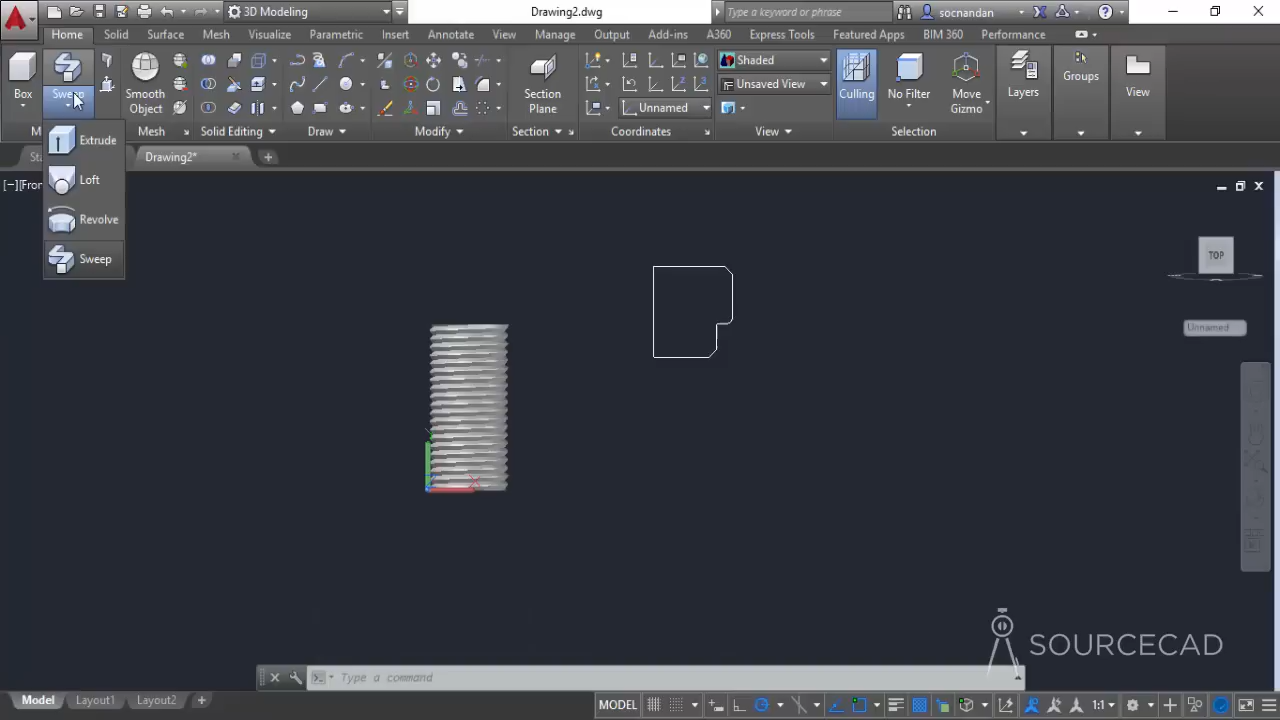 3D Modeling
Drawing2.dwg
Type a keyword or phrase
socnandan
Home Solid Surface Mesh Visualize Parametric Insert Annotate View Manage Output Add-ins A360 Express Tools Featured Apps BIM 360 Performance
Box
Sweep
Smooth
Object
Section
Plane
Shaded
Unsaved View
Unnamed
Culling
No Filter
Move
Gizmo
Groups
Layers
View
M
Mesh
Solid Editing
Draw
Modify
Section
Coordinates
View
Selection
Extrude
Loft
Revolve
Sweep
Sta
Drawing2*
[−][Fron
TOP
Unnamed
X
SOURCECAD
Type a command
Model Layout1 Layout2
MODEL
1:1